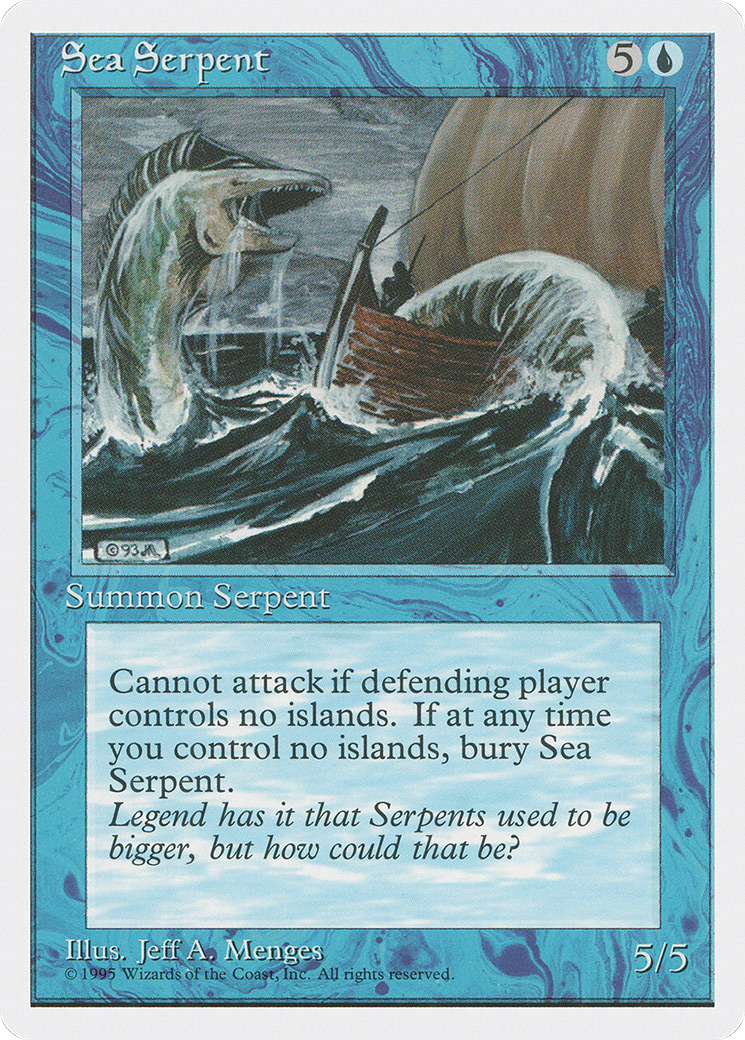 Sea Serpent
5
©93 JM
Summon Serpent
Cannot attack if defending player
controls no islands. If at any time
you control no islands, bury Sea
Serpent.
Legend has it that Serpents used to be
bigger, but how could that be?
Illus. Jeff A. Menges
5/5
© 1995 Wizards of the Coast, Inc. All rights reserved.